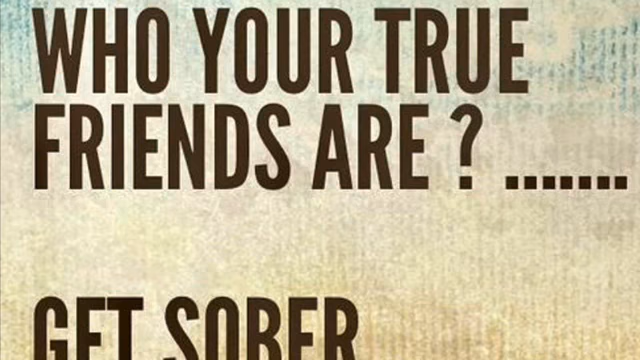 WHO YOUR TRUE
FRIENDS ARE ? .......
GET SOBER